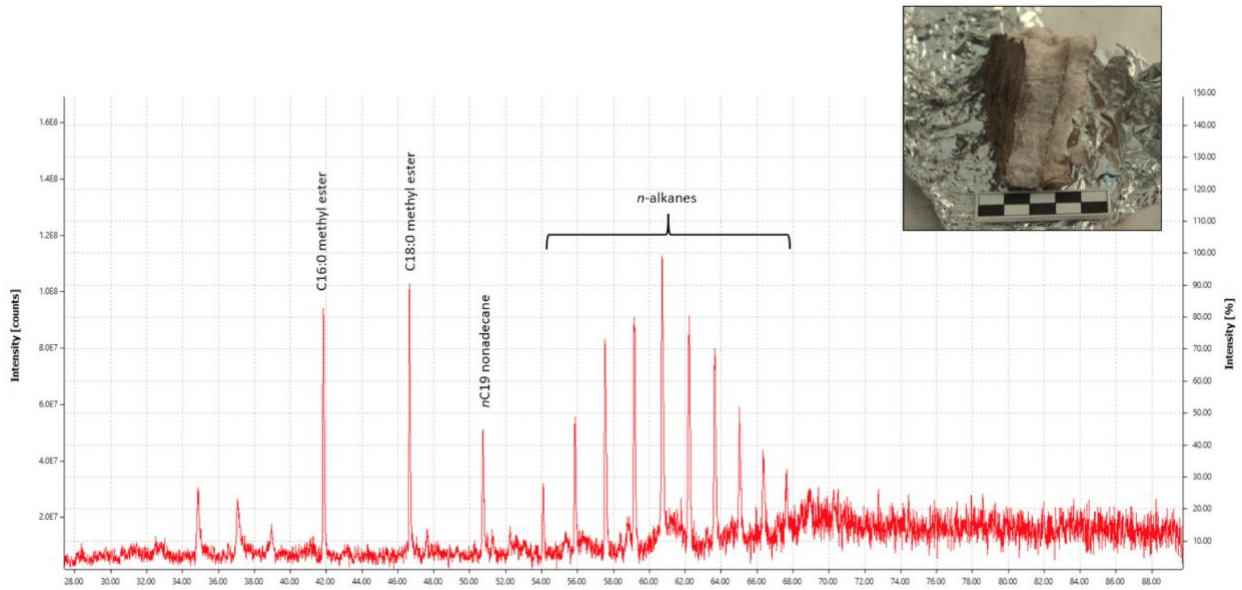 C16:0 methyl ester
C18:0 methyl ester
nC19 nonadecane
n-alkanes
Intensity [counts]
1.6E8
1.4E8
1.2E8
1.0E8
8.0E7
6.0E7
4.0E7
2.0E7
150.00
140.00
130.00
120.00
110.00
100.00
90.00
80.00
70.00
60.00
50.00
40.00
30.00
20.00
10.00
Intensity [%]
28.00 30.00 32.00 34.00 36.00 38.00 40.00 42.00 44.00 46.00 48.00 50.00 52.00 54.00 56.00 58.00 60.00 62.00 64.00 66.00 68.00 70.00 72.00 74.00 76.00 78.00 80.00 82.00 84.00 86.00 88.00